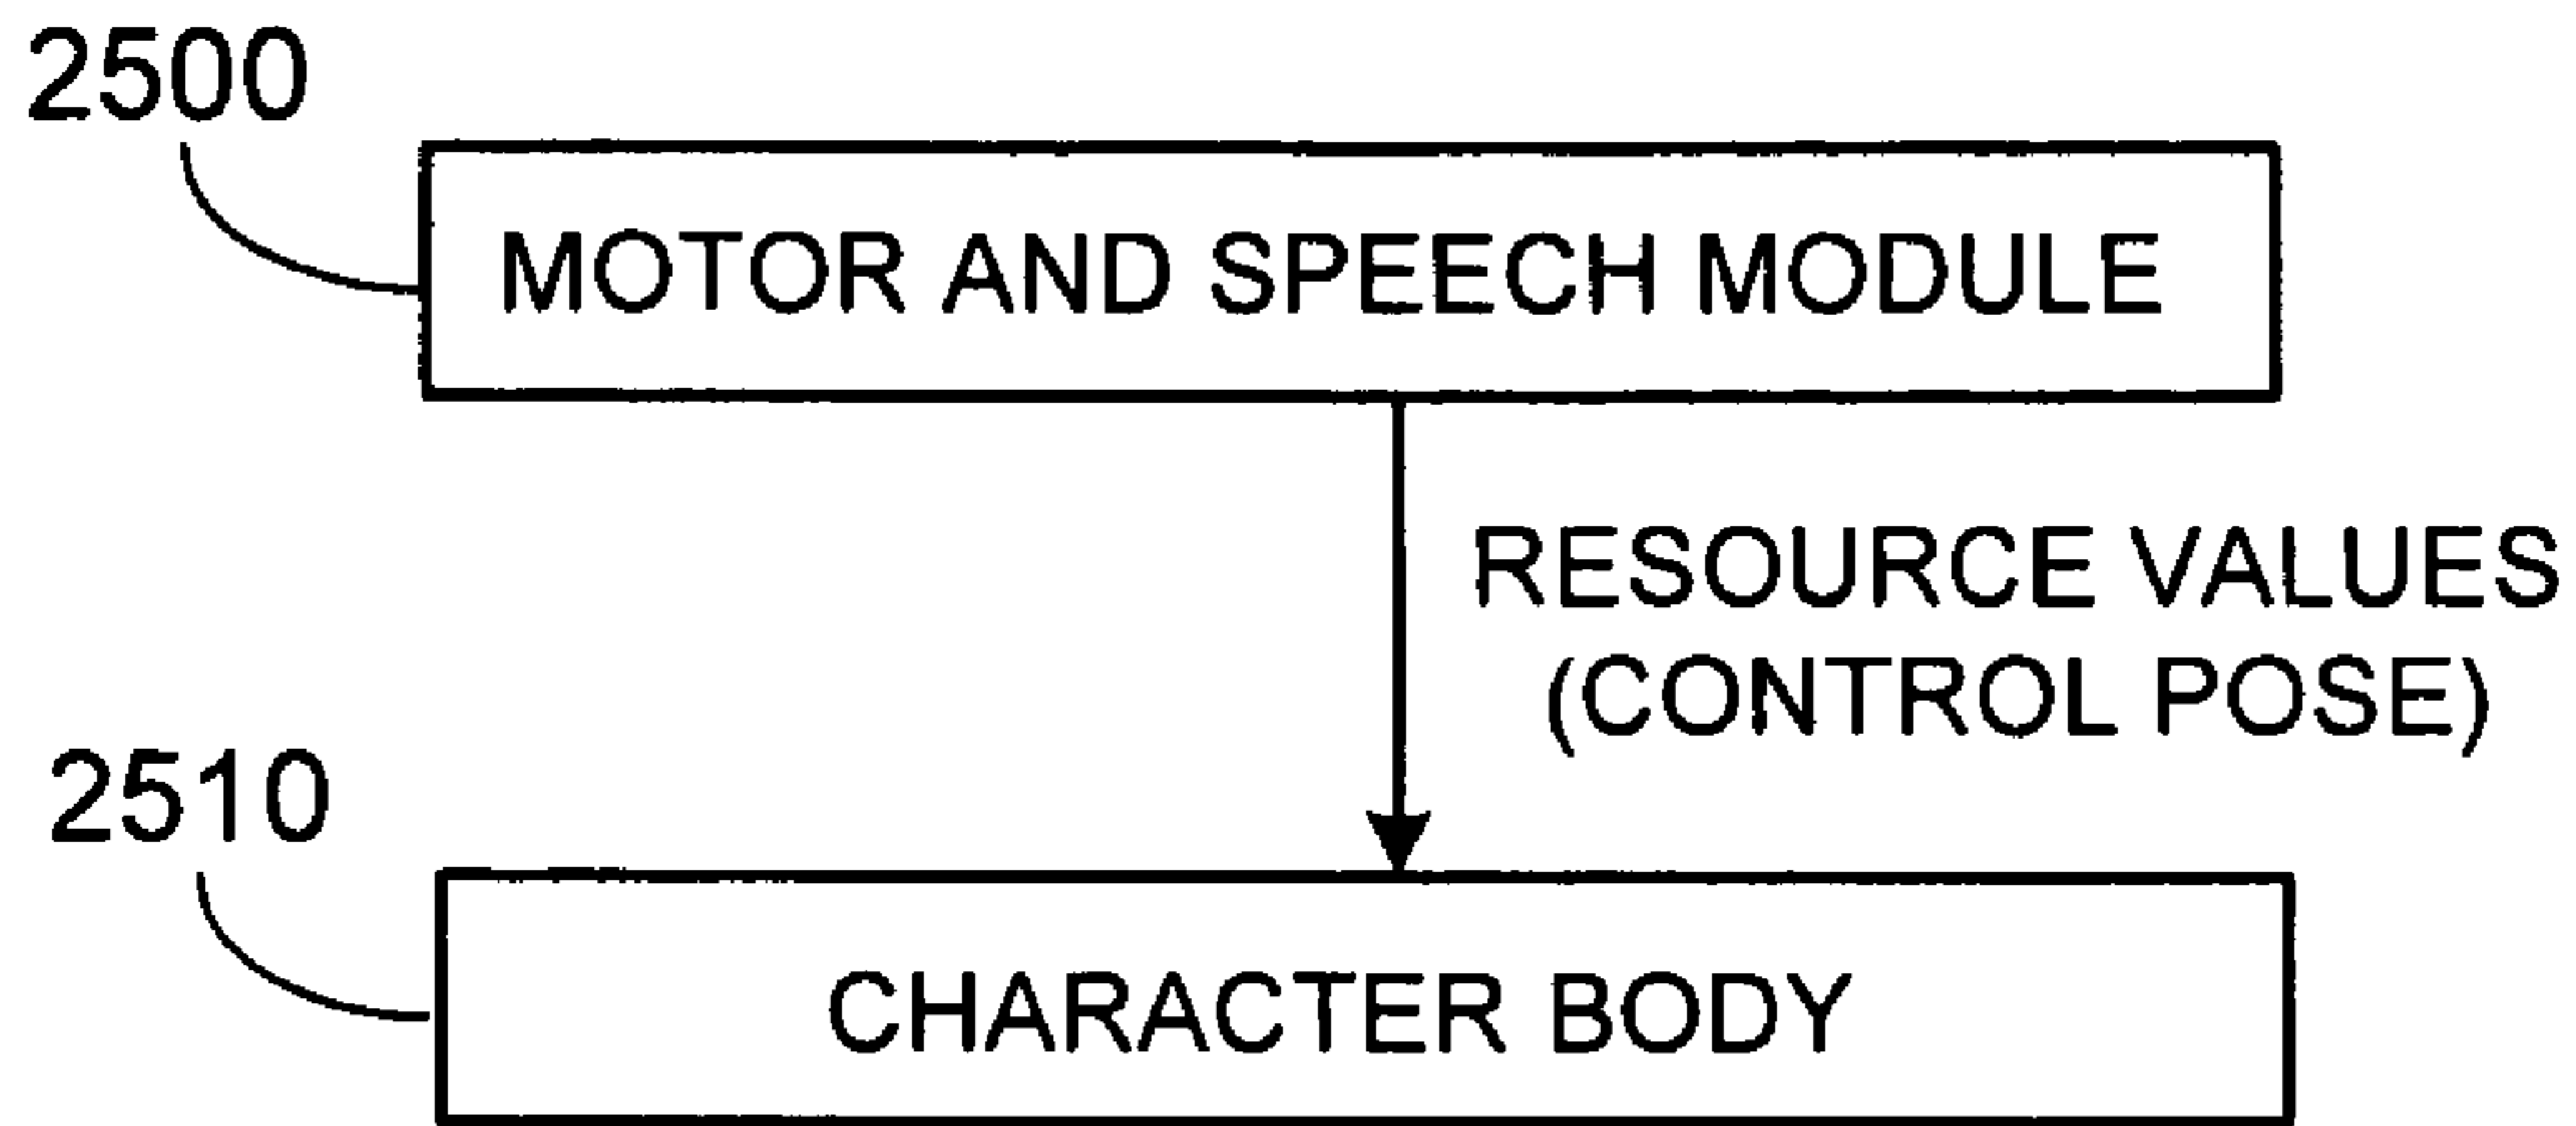 2500
MOTOR AND SPEECH MODULE
RESOURCE VALUES
(CONTROL POSE)
2510
CHARACTER BODY